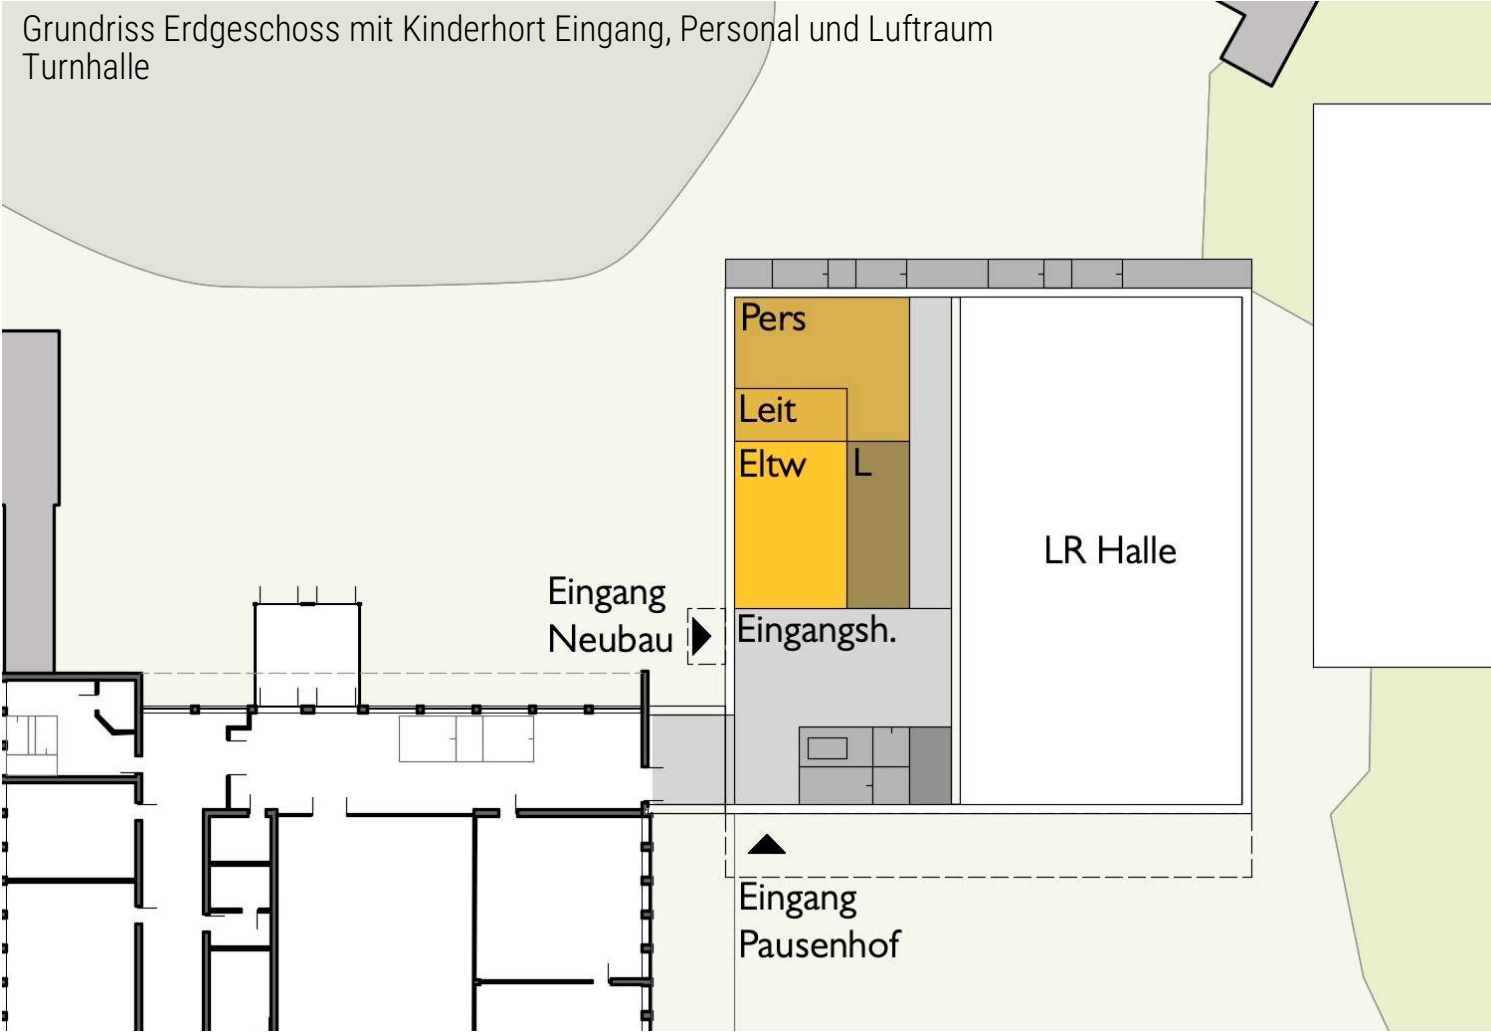 Grundriss Erdgeschoss mit Kinderhort Eingang, Personal und Luftraum
Turnhalle
Pers
Leit
Eltw
L
LR Halle
Eingang
Neubau
Eingangsh.
Eingang
Pausenhof